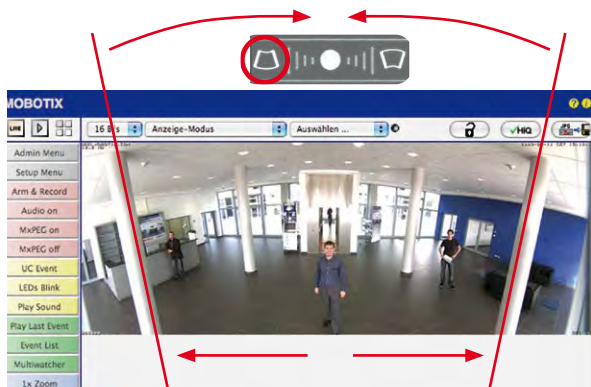 MOBOTIX
LIVE
16 B/s Anzeige-Modus Auswählen ... HiQ
Admin Menu
Setup Menu
Arm & Record
Audio on
MxPEG on
MxPEG off
UC Event
LEDs Blink
Play Sound
Play Last Event
Event List
Multiwatcher
1x Zoom